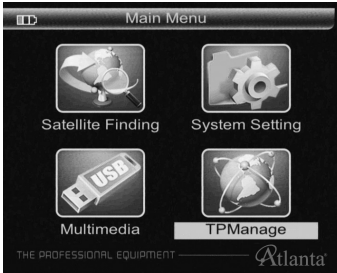 Main Menu
Satellite Finding
System Setting
USB
Multimedia
TPManage
THE PROFESSIONAL EQUIPMENT
Atlanta